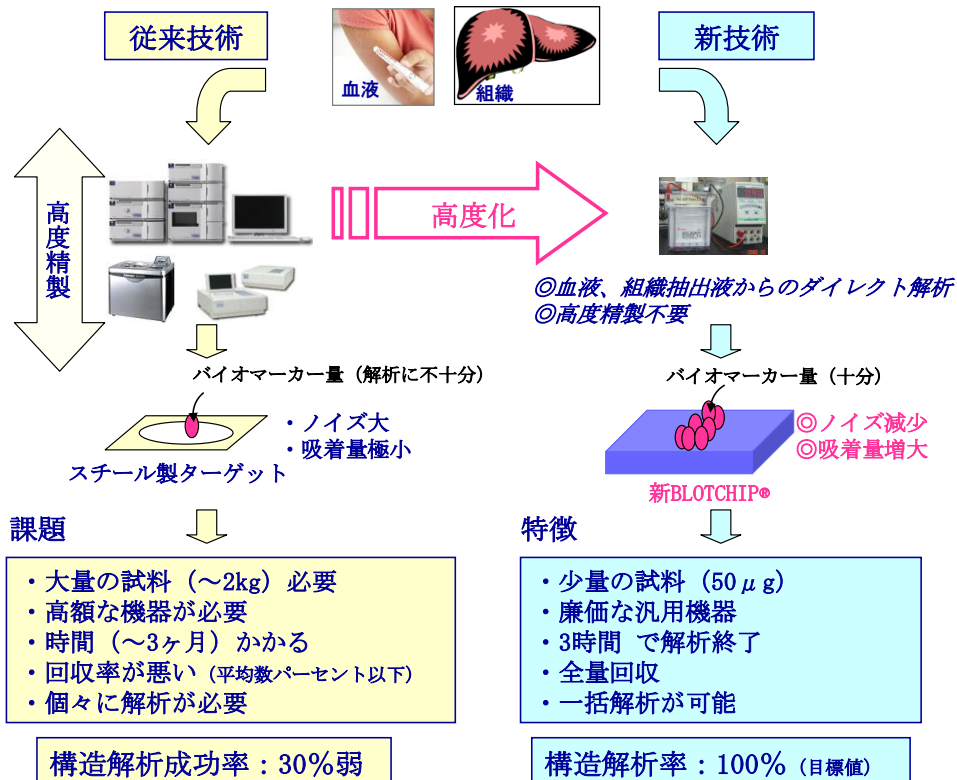 従来技術
血液
組織
新技術
高度精製
高度化
◎血液、組織抽出液からのダイレクト解析
◎高度精製不要
バイオマーカー量（解析に不十分）
・ノイズ大
・吸着量極小
スチール製ターゲット
バイオマーカー量（十分）
◎ノイズ減少
◎吸着量増大
新BLOTCHIP®
課題
・大量の試料（～2kg）必要
・高額な機器が必要
・時間（～3ヶ月）かかる
・回収率が悪い（平均数パーセント以下）
・個々に解析が必要
構造解析成功率：30％弱
特徴
・少量の試料（50μg）
・廉価な汎用機器
・3時間 で解析終了
・全量回収
・一括解析が可能
構造解析率：100％（目標値）